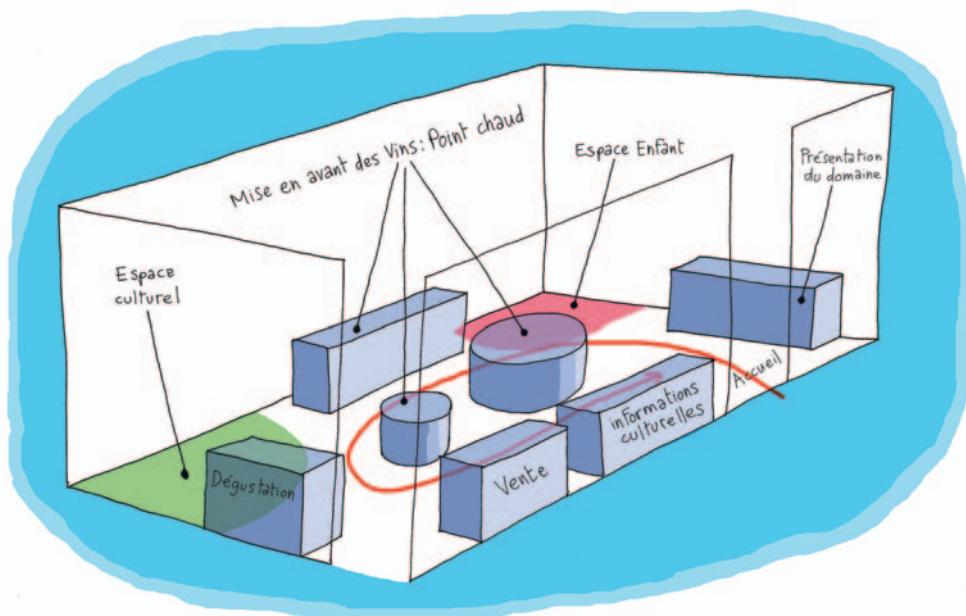 Mise en avant des Vins : Point chaud
Espace Enfant
Présentation
du domaine
Espace
culturel
Accueil
informations
culturelles
Vente
Dégustation